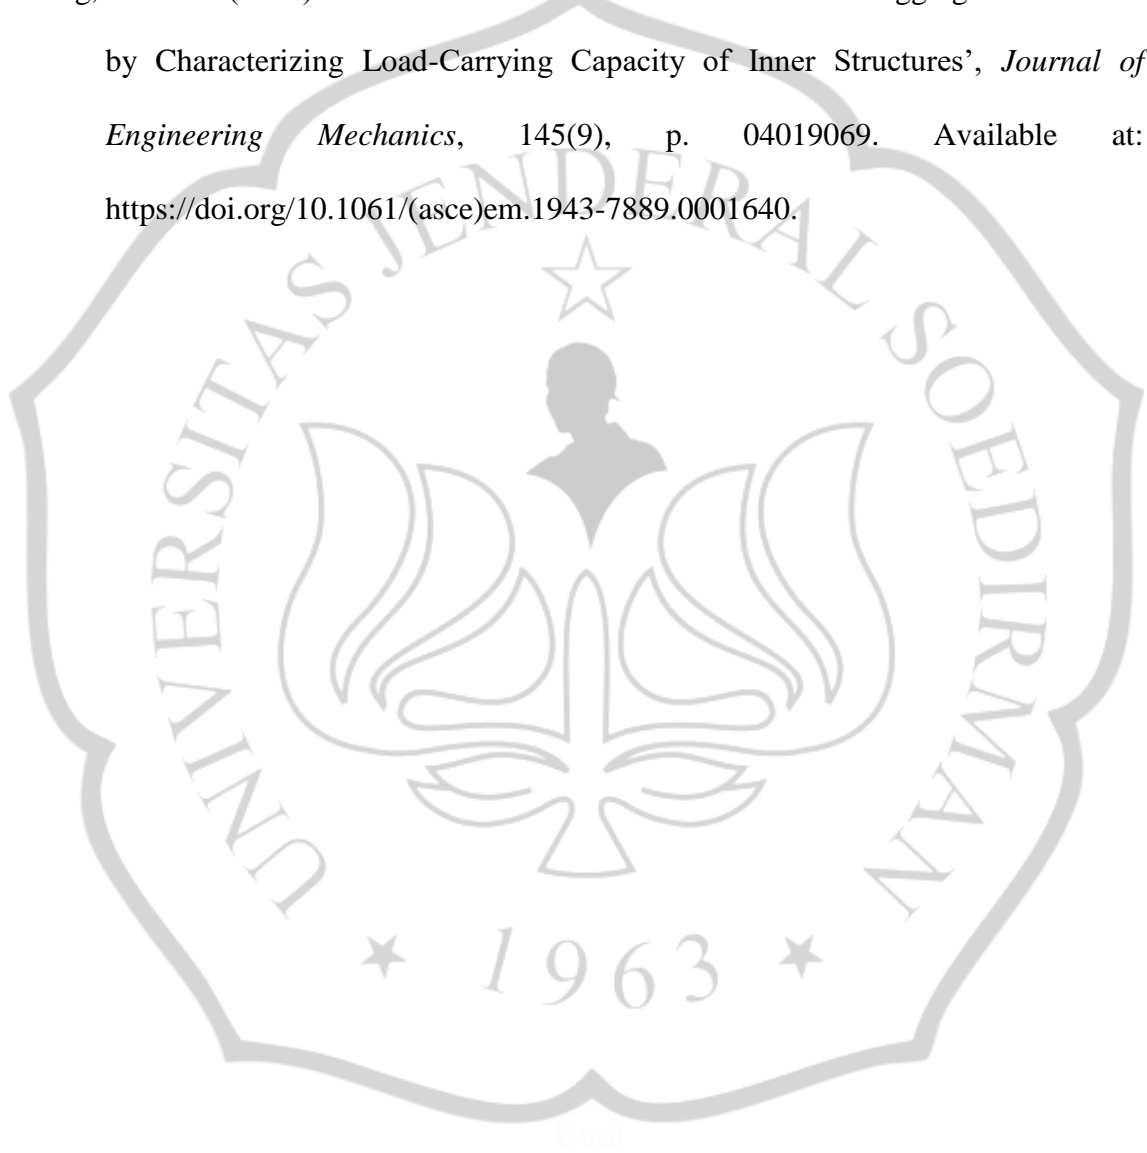 by Characterizing Load-Carrying Capacity of Inner Structures’, Journal of
Engineering Mechanics, 145(9), p. 04019069. Available at:
https://doi.org/10.1061/(asce)em.1943-7889.0001640.
UNIVERSITAS JENDERAL SOEDIRMAN
1963